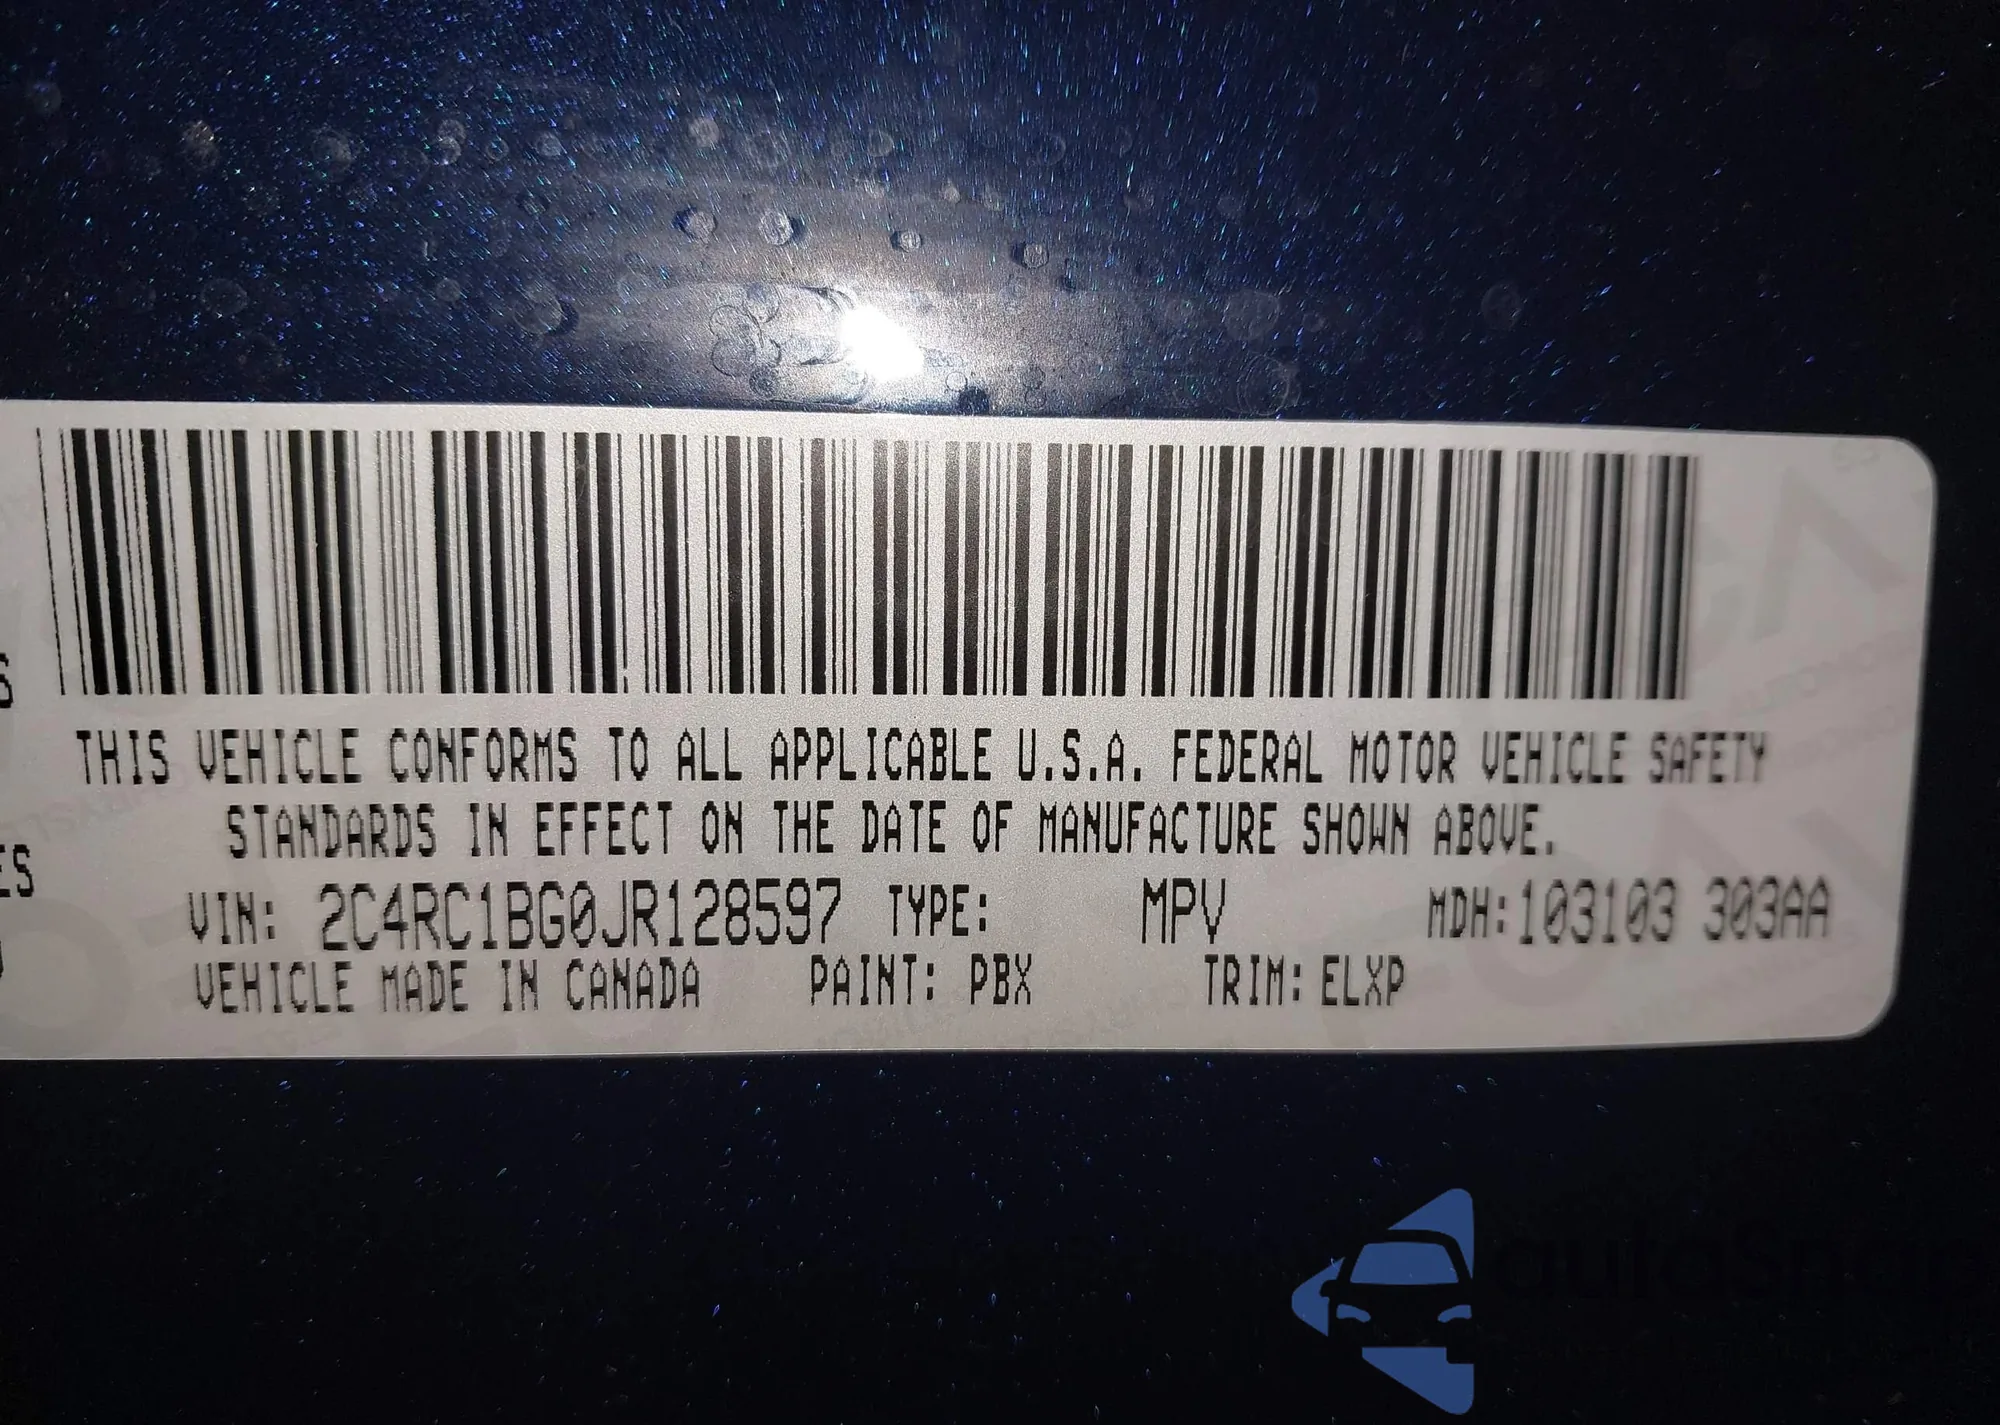 S
THIS VEHICLE CONFORMS TO ALL APPLICABLE U.S.A. FEDERAL MOTOR VEHICLE SAFETY
STANDARDS IN EFFECT ON THE DATE OF MANUFACTURE SHOWN ABOVE.
ES
VIN: 2C4RC1BG0JR128597 TYPE: MPV MDH:103103 303AA
VEHICLE MADE IN CANADA PAINT: PBX TRIM: ELXP